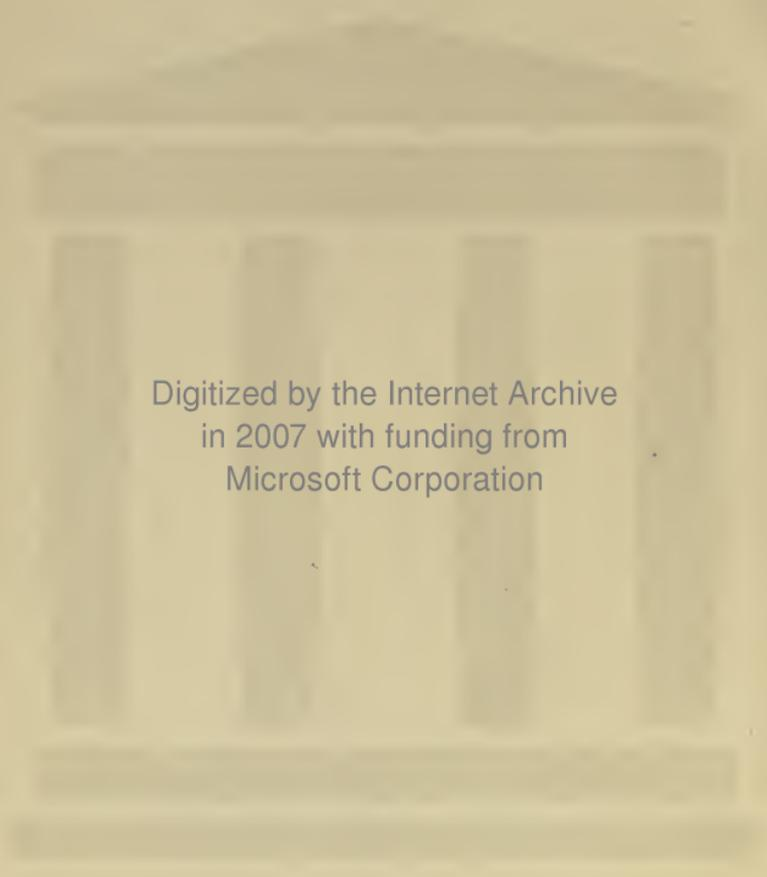 Digitized by the Internet Archive
in 2007 with funding from
Microsoft Corporation